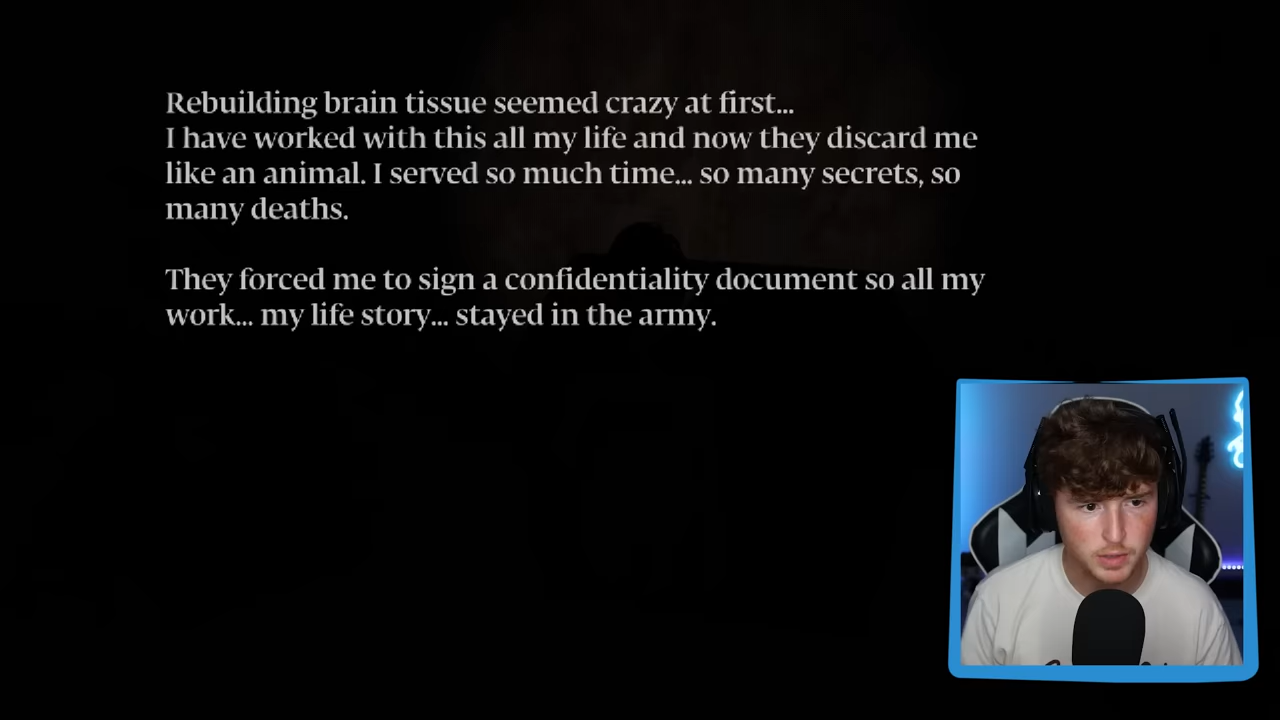 Rebuilding brain tissue seemed crazy at first...
I have worked with this all my life and now they discard me
like an animal. I served so much time... so many secrets, so
many deaths.
They forced me to sign a confidentiality document so all my
work... my life story... stayed in the army.